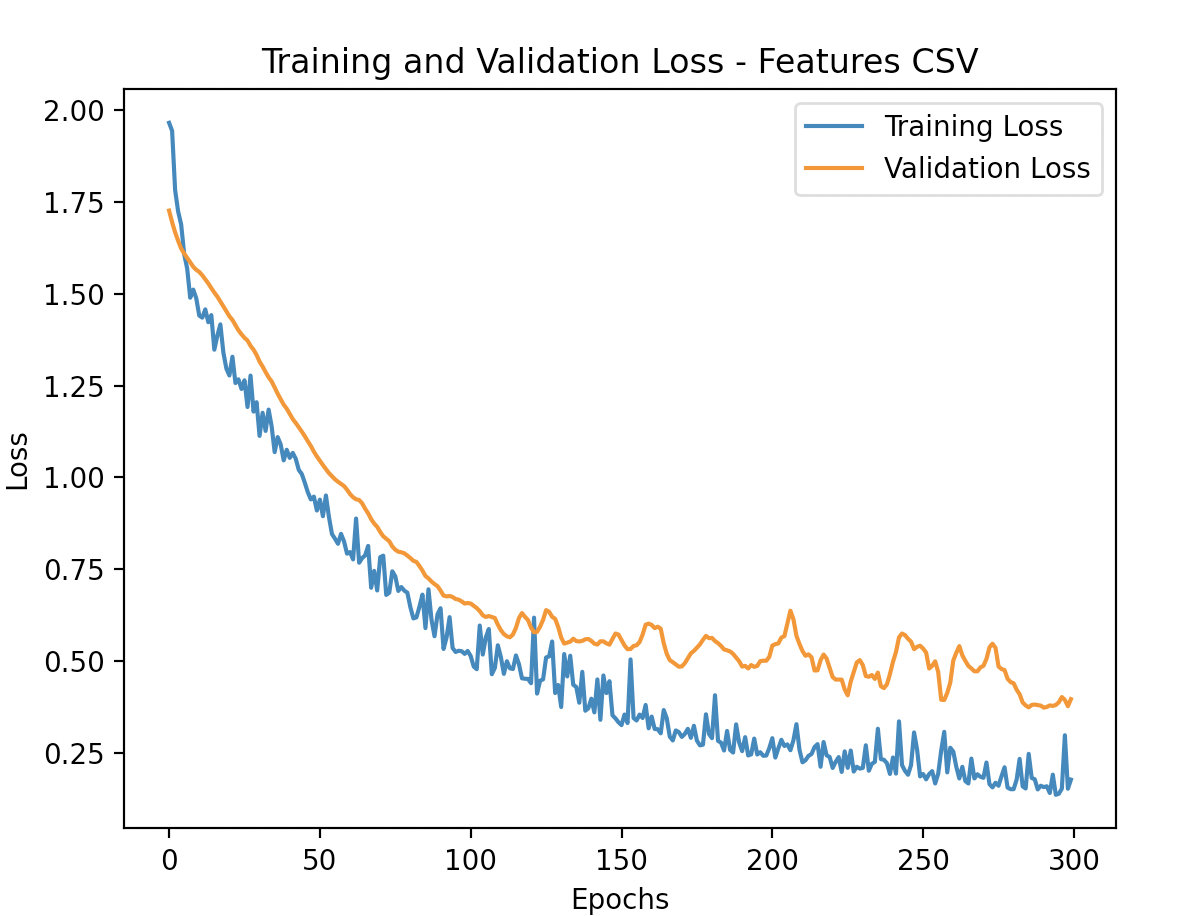 Training and Validation Loss - Features CSV
Training Loss
Validation Loss
2.00
1.75
1.50
1.25
1.00
0.75
0.50
0.25
Loss
0 50 100 150 200 250 300
Epochs